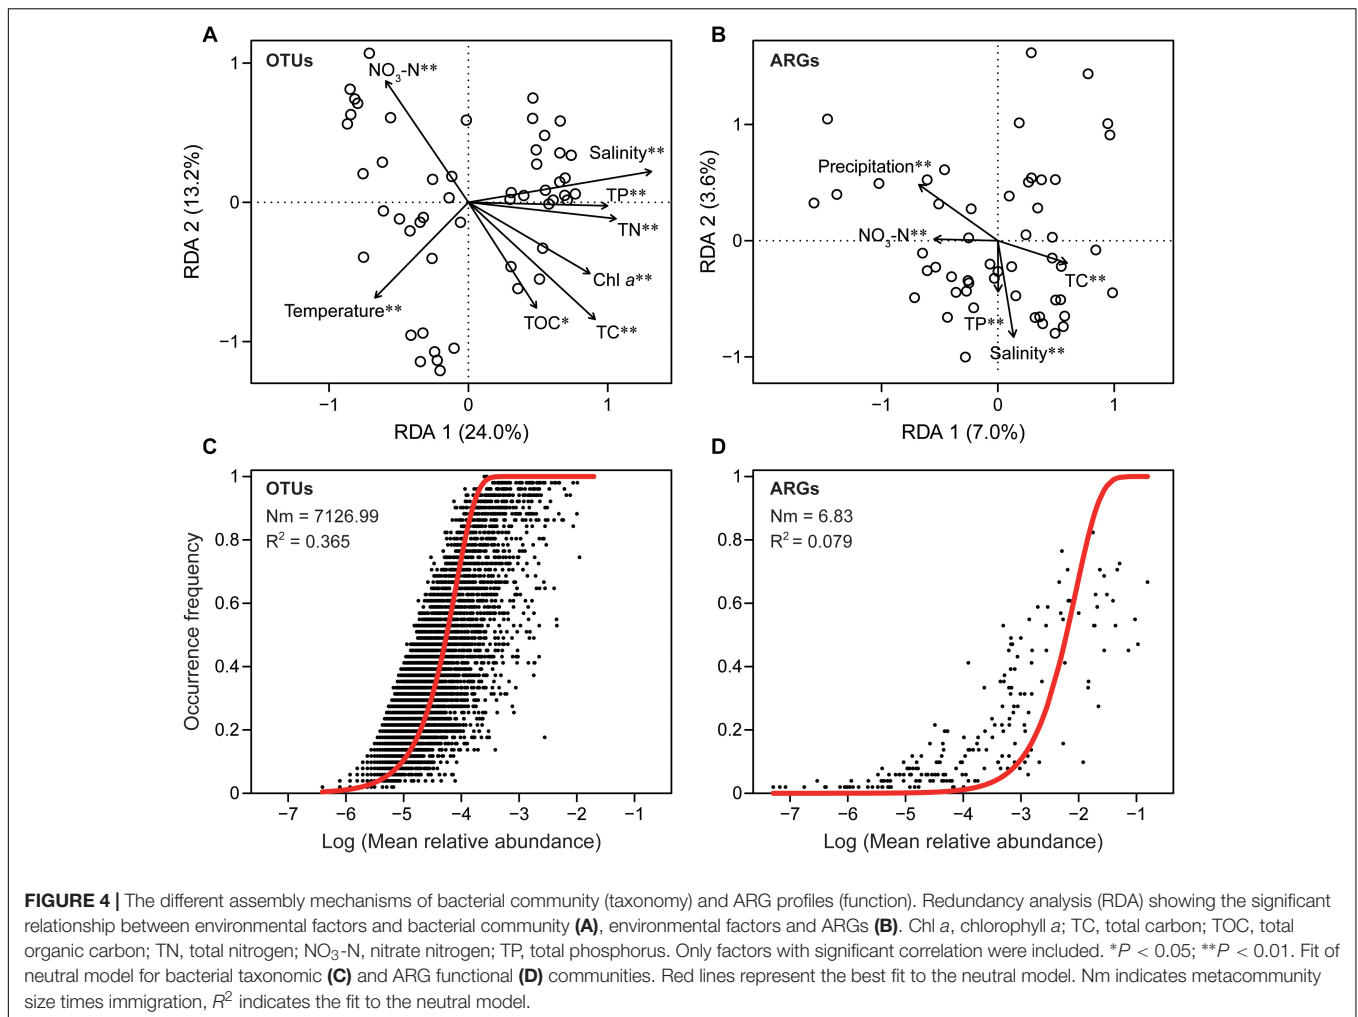 A
OTUs
NO3-N**
Salinity**
TP**
TN**
Chl a**
TC**
TOC*
Temperature**
RDA 2 (13.2%)
1
0
−1
−1
0
1
RDA 1 (24.0%)
B
ARGs
Precipitation**
NO3-N**
TC**
TP**
Salinity**
RDA 2 (3.6%)
1
0
−1
−1
0
1
RDA 1 (7.0%)
C
OTUs
Nm = 7126.99
R2 = 0.365
Occurrence frequency
1
0.8
0.6
0.4
0.2
0
−7
−6
−5
−4
−3
−2
−1
Log (Mean relative abundance)
D
ARGs
Nm = 6.83
R2 = 0.079
1
0.8
0.6
0.4
0.2
0
−7
−6
−5
−4
−3
−2
−1
Log (Mean relative abundance)
FIGURE 4 | The different assembly mechanisms of bacterial community (taxonomy) and ARG profiles (function). Redundancy analysis (RDA) showing the significant
relationship between environmental factors and bacterial community (A), environmental factors and ARGs (B). Chl a, chlorophyll a; TC, total carbon; TOC, total
organic carbon; TN, total nitrogen; NO3-N, nitrate nitrogen; TP, total phosphorus. Only factors with significant correlation were included. *P < 0.05; **P < 0.01. Fit of
neutral model for bacterial taxonomic (C) and ARG functional (D) communities. Red lines represent the best fit to the neutral model. Nm indicates metacommunity
size times immigration, R2 indicates the fit to the neutral model.